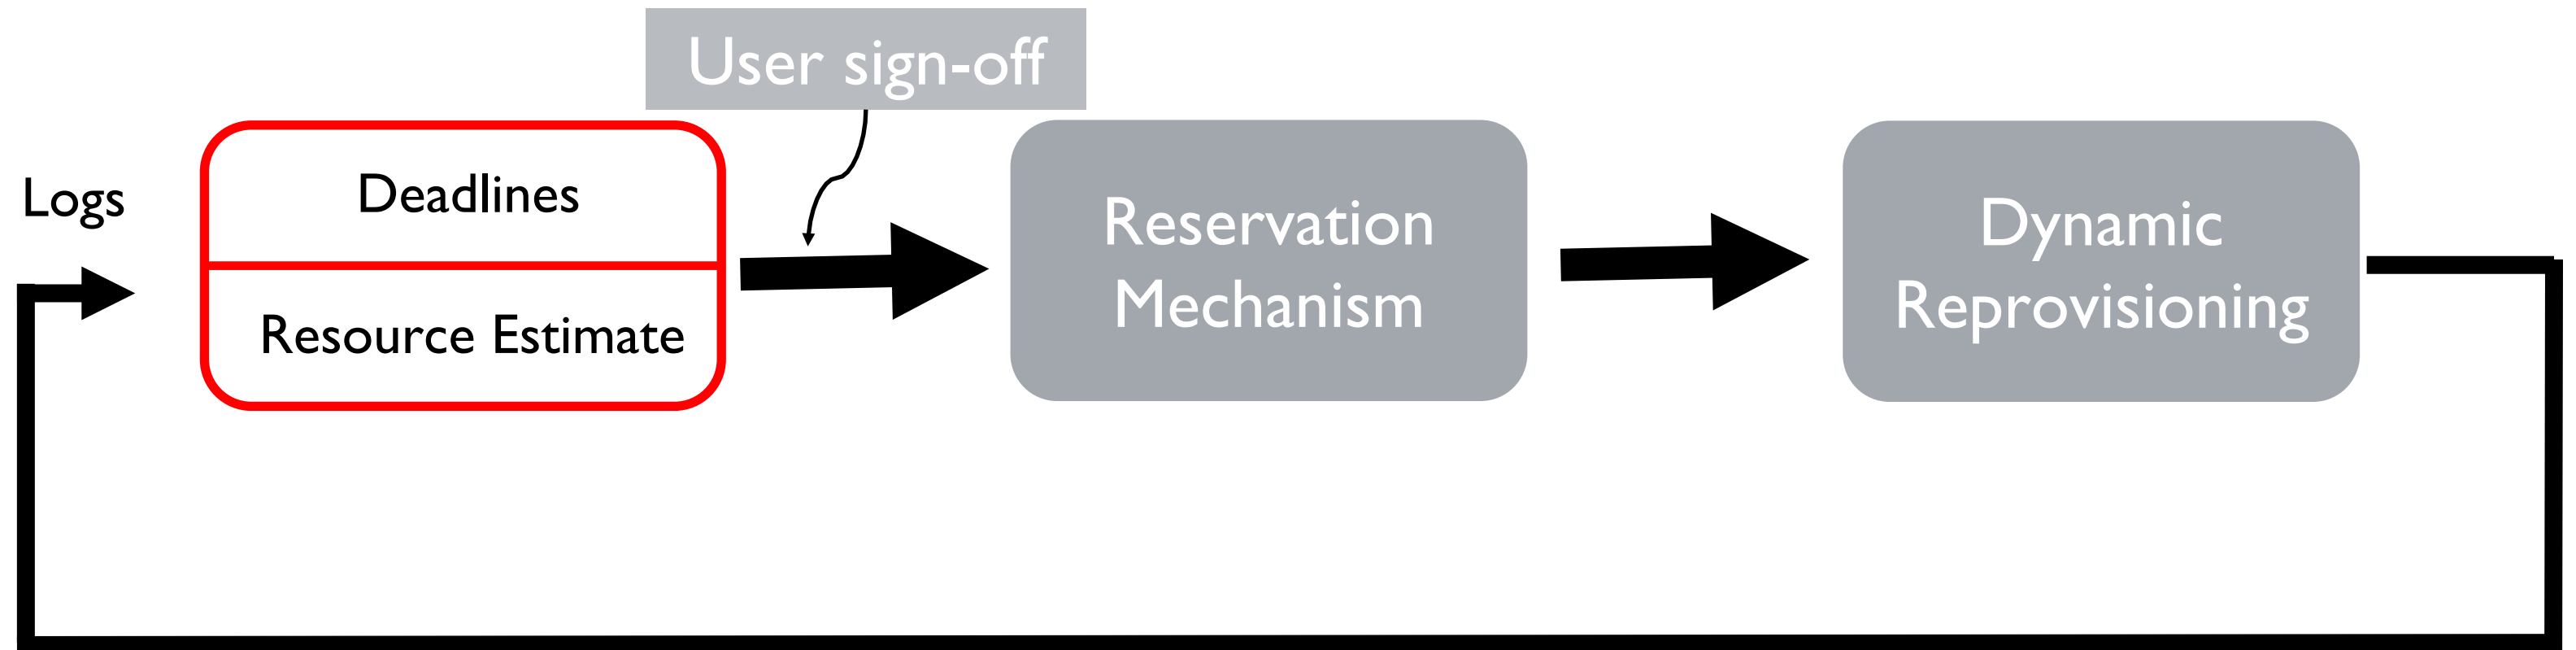 User sign-off
Logs
Deadlines
Resource Estimate
Reservation
Mechanism
Dynamic
Reprovisioning